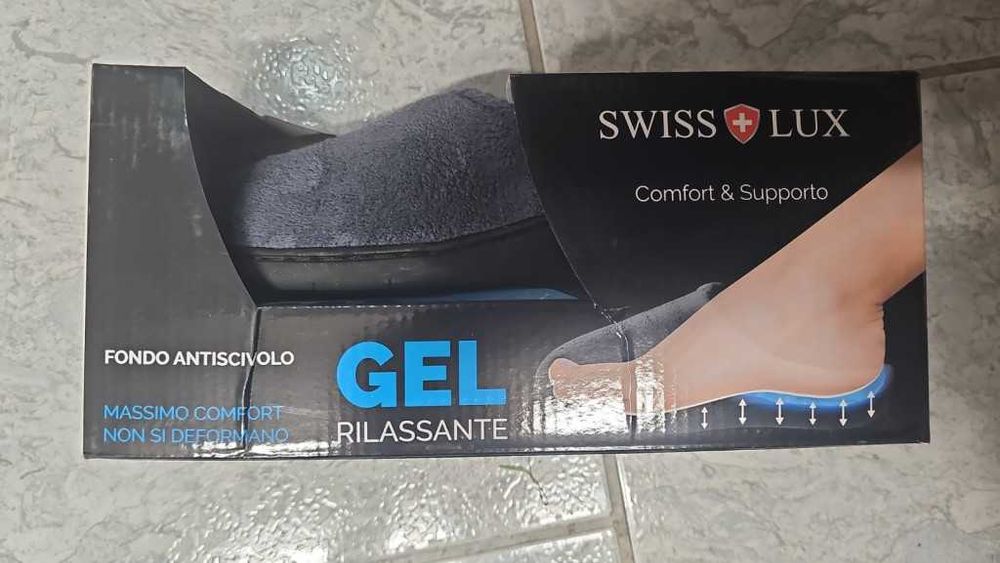 SWISS LUX
Comfort & Supporto
FONDO ANTISCIVOLO
MASSIMO COMFORT
NON SI DEFORMANO
GEL
RILASSANTE